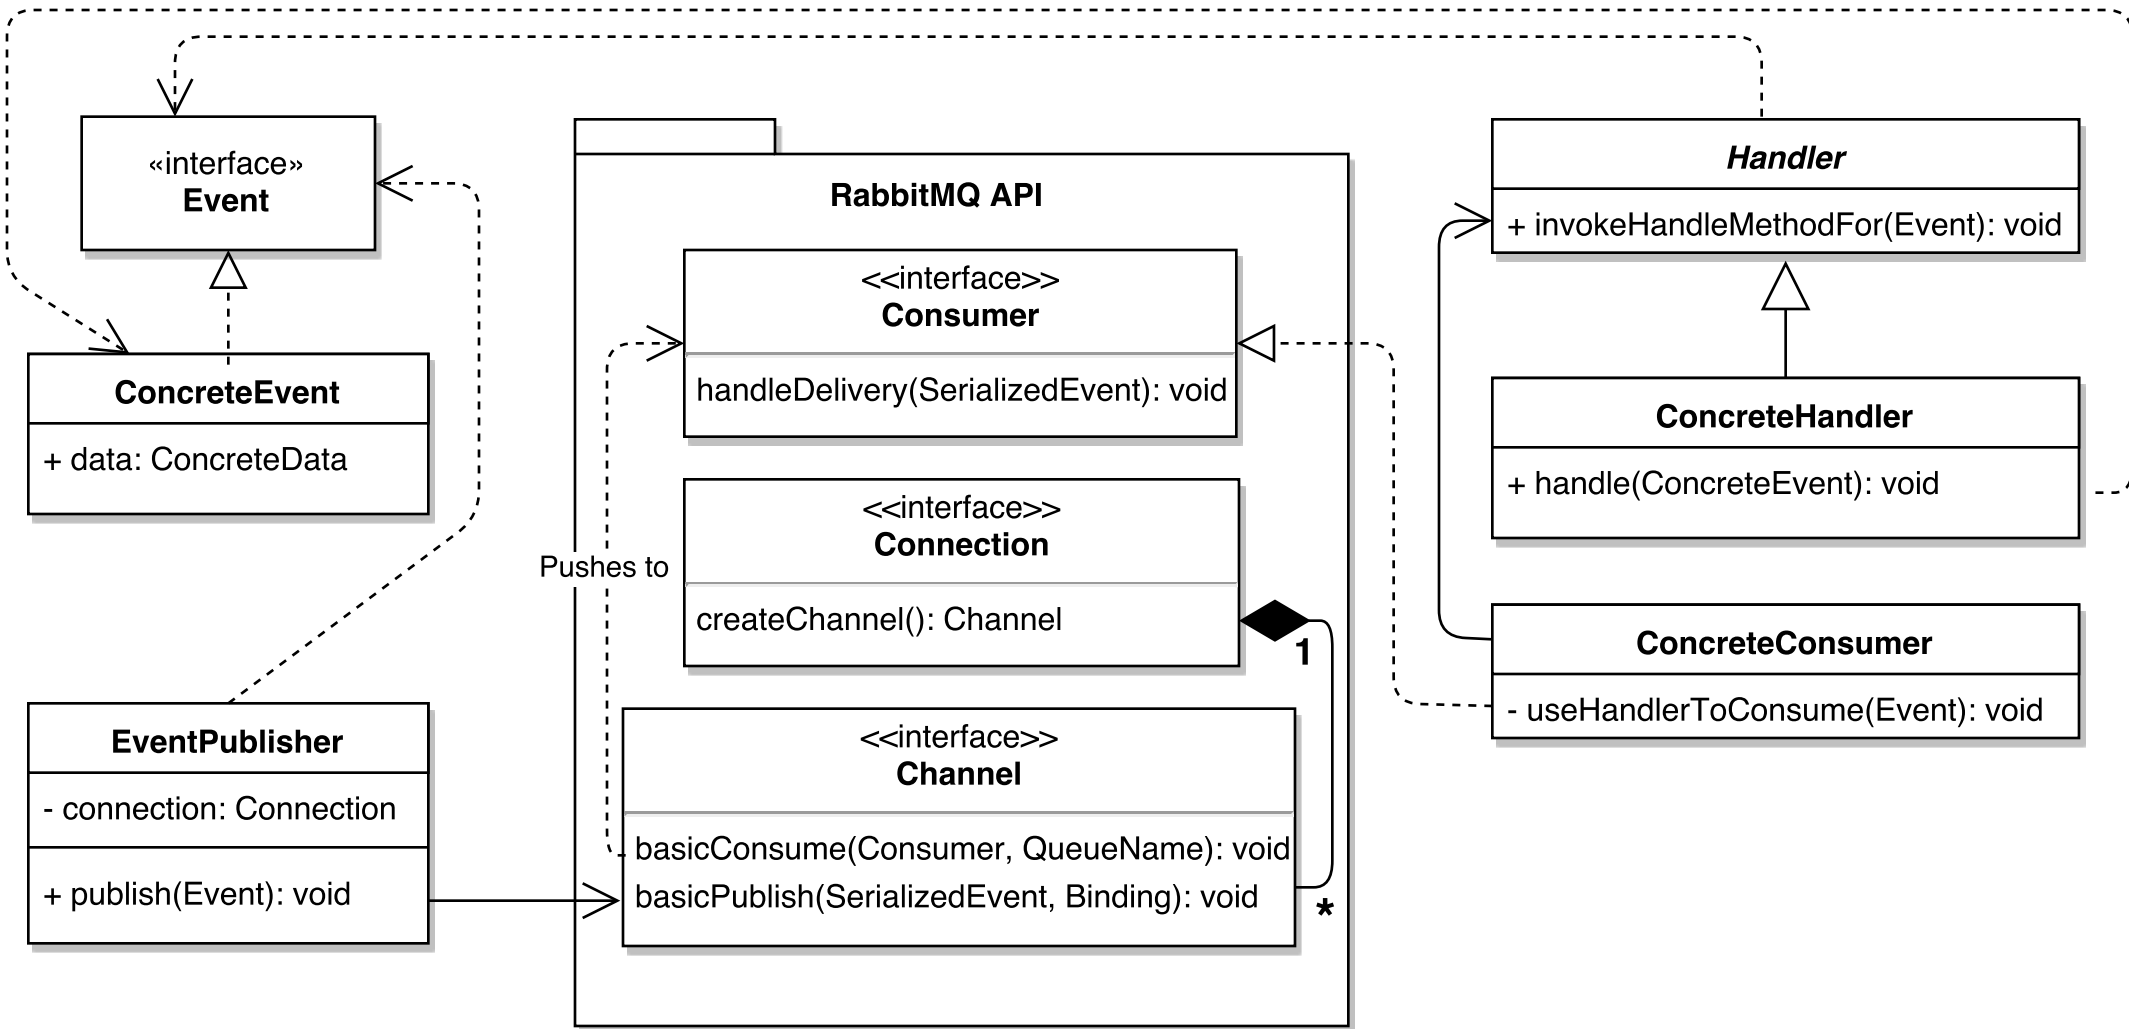 «interface»
Event
ConcreteEvent
+ data: ConcreteData
EventPublisher
- connection: Connection
+ publish(Event): void
RabbitMQ API
<<interface>>
Consumer
handleDelivery(SerializedEvent): void
Pushes to
<<interface>>
Connection
createChannel(): Channel
1
<<interface>>
Channel
basicConsume(Consumer, QueueName): void
basicPublish(SerializedEvent, Binding): void
*
Handler
+ invokeHandleMethodFor(Event): void
ConcreteHandler
+ handle(ConcreteEvent): void
ConcreteConsumer
- useHandlerToConsume(Event): void